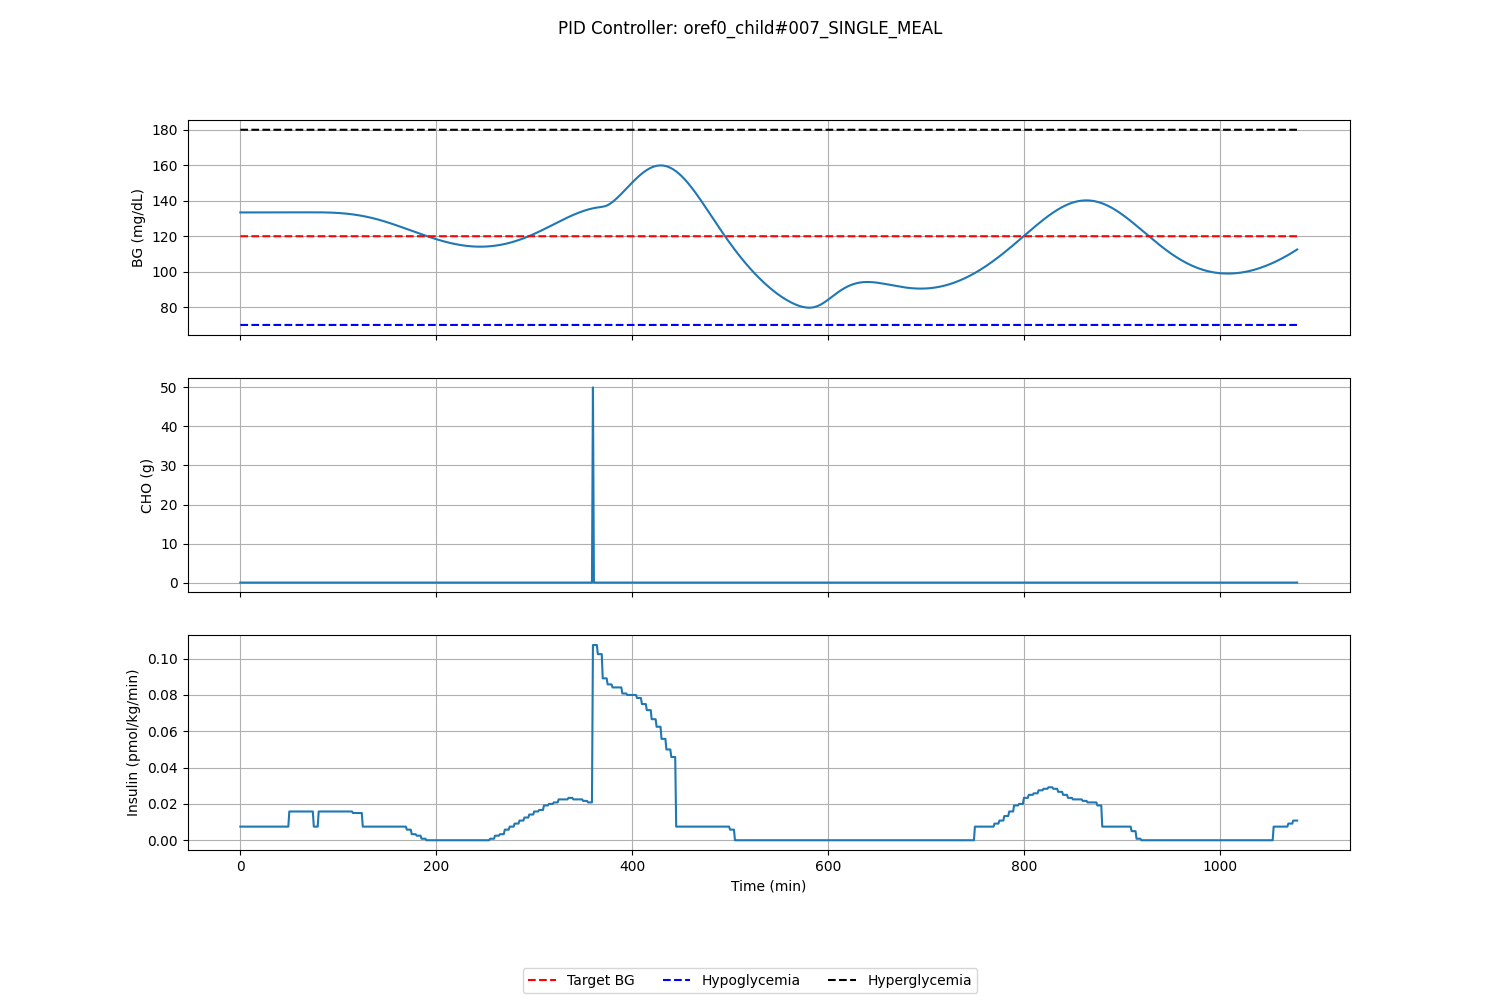 PID Controller: oref0_child#007_SINGLE_MEAL
180
160
140
120
100
80
BG (mg/dL)
50
40
30
20
10
0
CHO (g)
0.10
0.08
0.06
0.04
0.02
0.00
Insulin (pmol/kg/min)
0 200 400 600 800 1000
Time (min)
Target BG Hypoglycemia Hyperglycemia